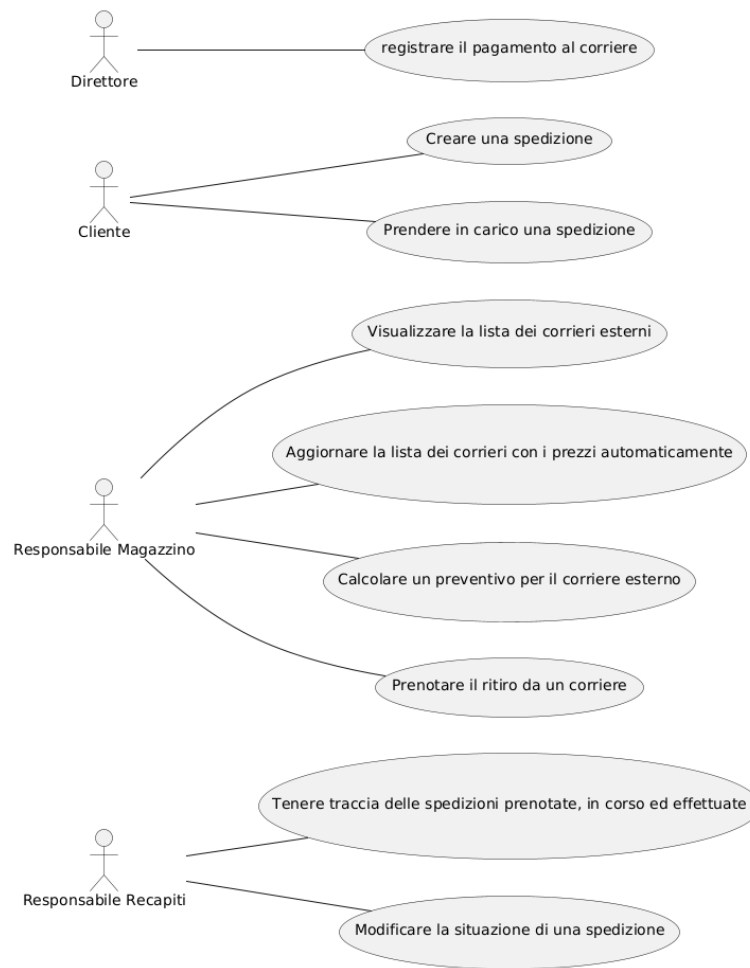 registrare il pagamento al corriere
Direttore
Creare una spedizione
Cliente
Prendere in carico una spedizione
Visualizzare la lista dei corrieri esterni
Aggiornare la lista dei corrieri con i prezzi automaticamente
Responsabile Magazzino
Calcolare un preventivo per il corriere esterno
Prenotare il ritiro da un corriere
Tenere traccia delle spedizioni prenotate, in corso ed effettuate
Responsabile Recapiti
Modificare la situazione di una spedizione